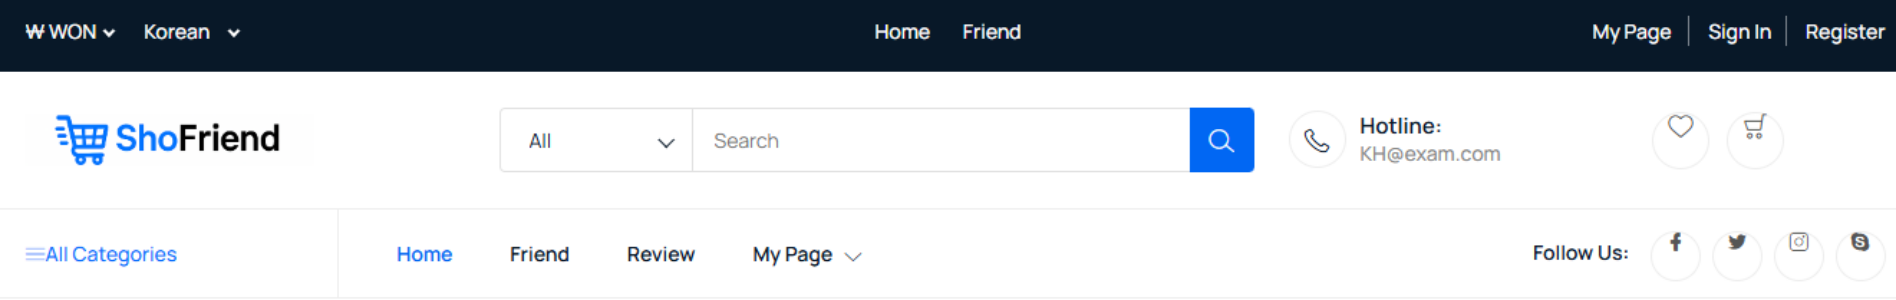 ₩ WON Korean Home Friend My Page Sign In Register
ShoFriend All Search Hotline:
KH@exam.com
All Categories Home Friend Review My Page Follow Us: